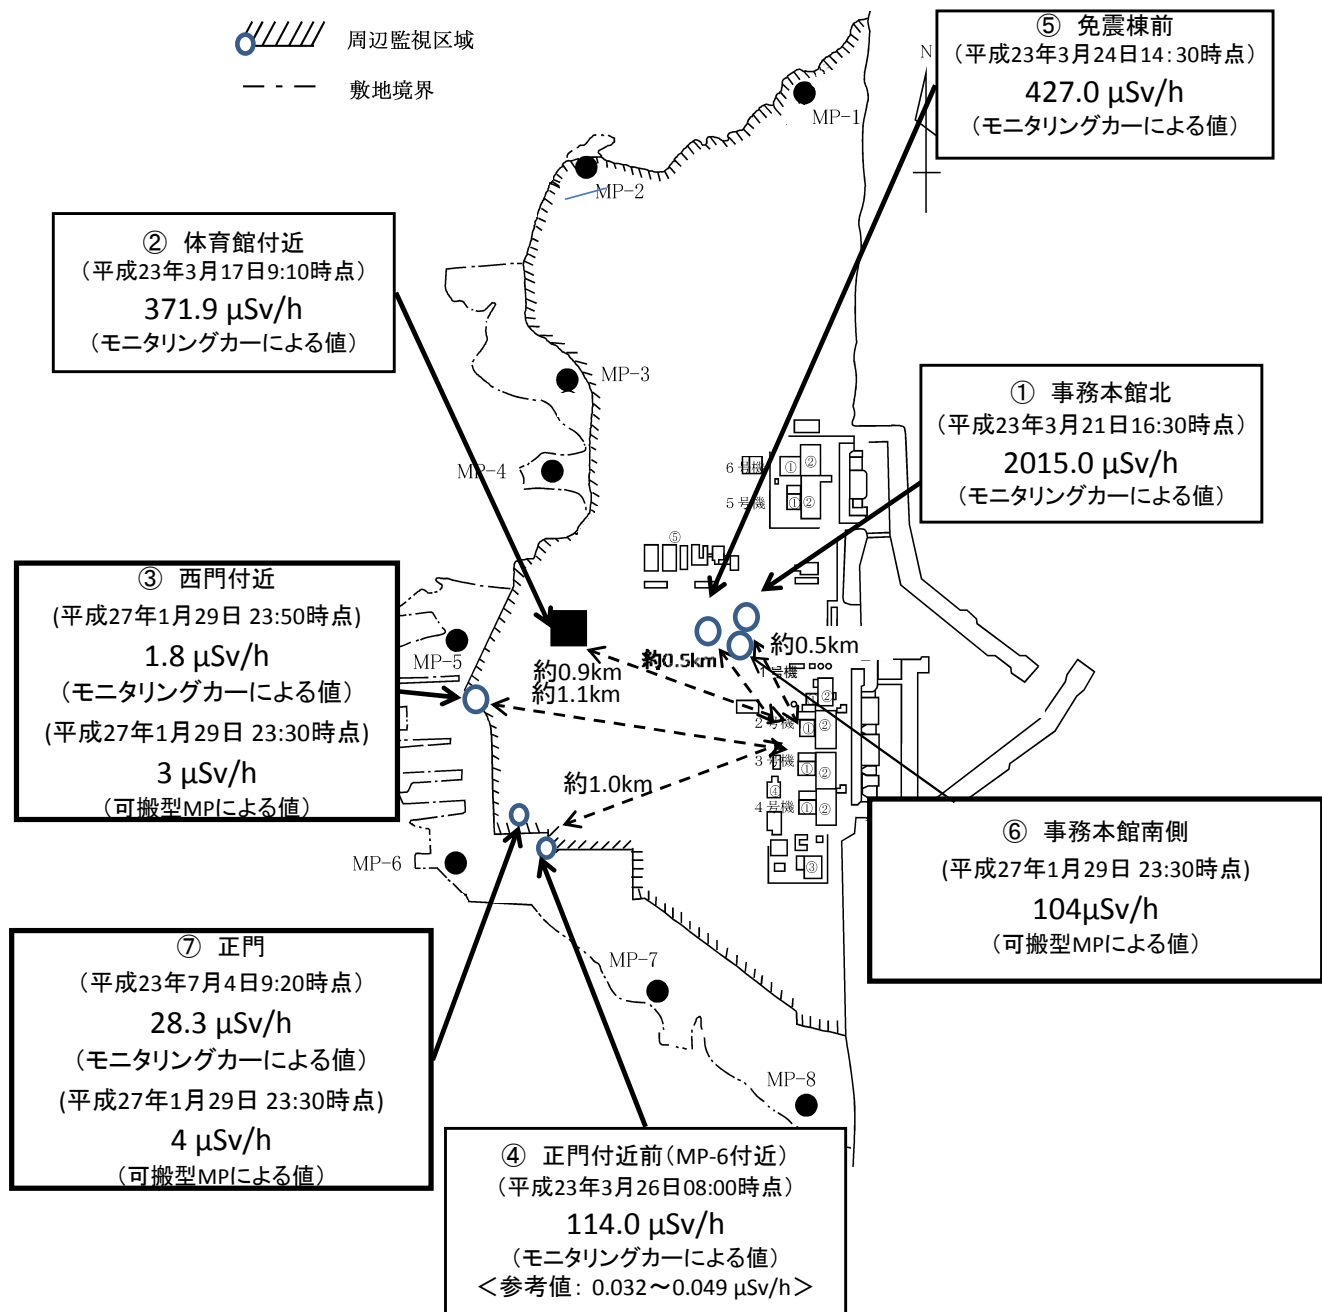 周辺監視区域
敷地境界
⑤ 免震棟前
(平成23年3月24日14:30時点)
427.0 μSv/h
(モニタリングカーによる値)
N
MP-1
MP-2
② 体育館付近
(平成23年3月17日9:10時点)
371.9 μSv/h
(モニタリングカーによる値)
MP-3
① 事務本館北
(平成23年3月21日16:30時点)
2015.0 μSv/h
(モニタリングカーによる値)
MP-4
6号機
① ②
5号機
① ②
⑤
③ 西門付近
(平成27年1月29日 23:50時点)
1.8 μSv/h
(モニタリングカーによる値)
(平成27年1月29日 23:30時点)
3 μSv/h
(可搬型MPによる値)
MP-5
約0.9km
約1.1km
約0.5km
約0.5km
1号機
②
2号機
① ②
3号機
① ②
④
4号機
① ②
③
約1.0km
MP-6
⑥ 事務本館南側
(平成27年1月29日 23:30時点)
104μSv/h
(可搬型MPによる値)
⑦ 正門
(平成23年7月4日9:20時点)
28.3 μSv/h
(モニタリングカーによる値)
(平成27年1月29日 23:30時点)
4 μSv/h
(可搬型MPによる値)
MP-7
MP-8
④ 正門付近前(MP-6付近)
(平成23年3月26日08:00時点)
114.0 μSv/h
(モニタリングカーによる値)
<参考値: 0.032~0.049 μSv/h>